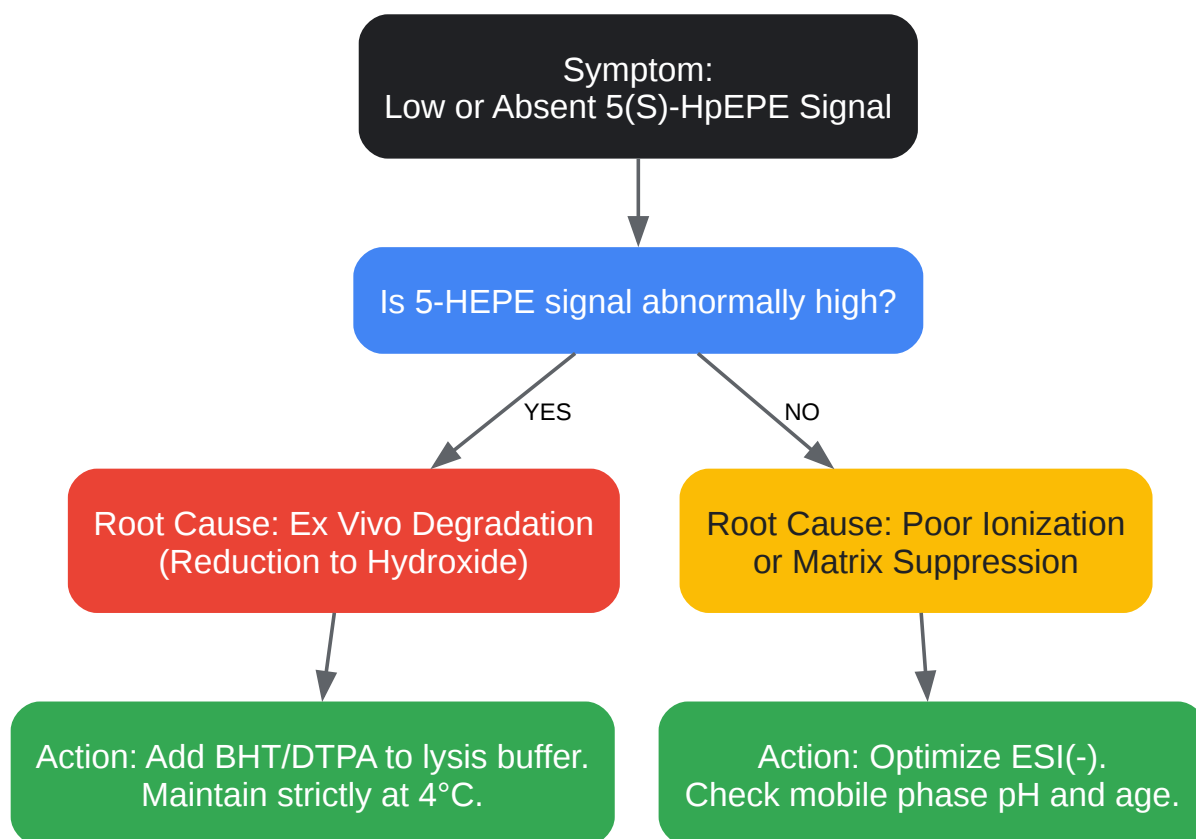 Symptom:
Low or Absent 5(S)-HpEPE Signal
Is 5-HEPE signal abnormally high?
YES
NO
Root Cause: Ex Vivo Degradation
(Reduction to Hydroxide)
Root Cause: Poor Ionization
or Matrix Suppression
Action: Add BHT/DTPA to lysis buffer.
Maintain strictly at 4°C.
Action: Optimize ESI(-).
Check mobile phase pH and age.